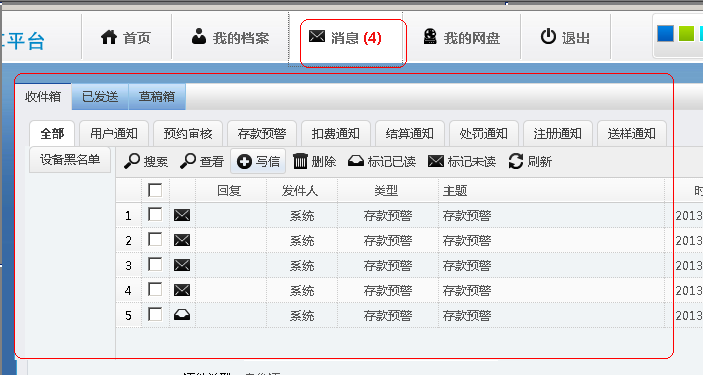 平台 首页 我的档案 消息 (4) 我的网盘 退出
收件箱 已发送 草稿箱
全部 用户通知 预约审核 存款预警 扣费通知 结算通知 处罚通知 注册通知 送样通知
设备黑名单 搜索 查看 写信 删除 标记已读 标记未读 刷新
回复 发件人 类型 主题
1 系统 存款预警 存款预警 2013
2 系统 存款预警 存款预警 2013
3 系统 存款预警 存款预警 2013
4 系统 存款预警 存款预警 2013
5 系统 存款预警 存款预警 2013